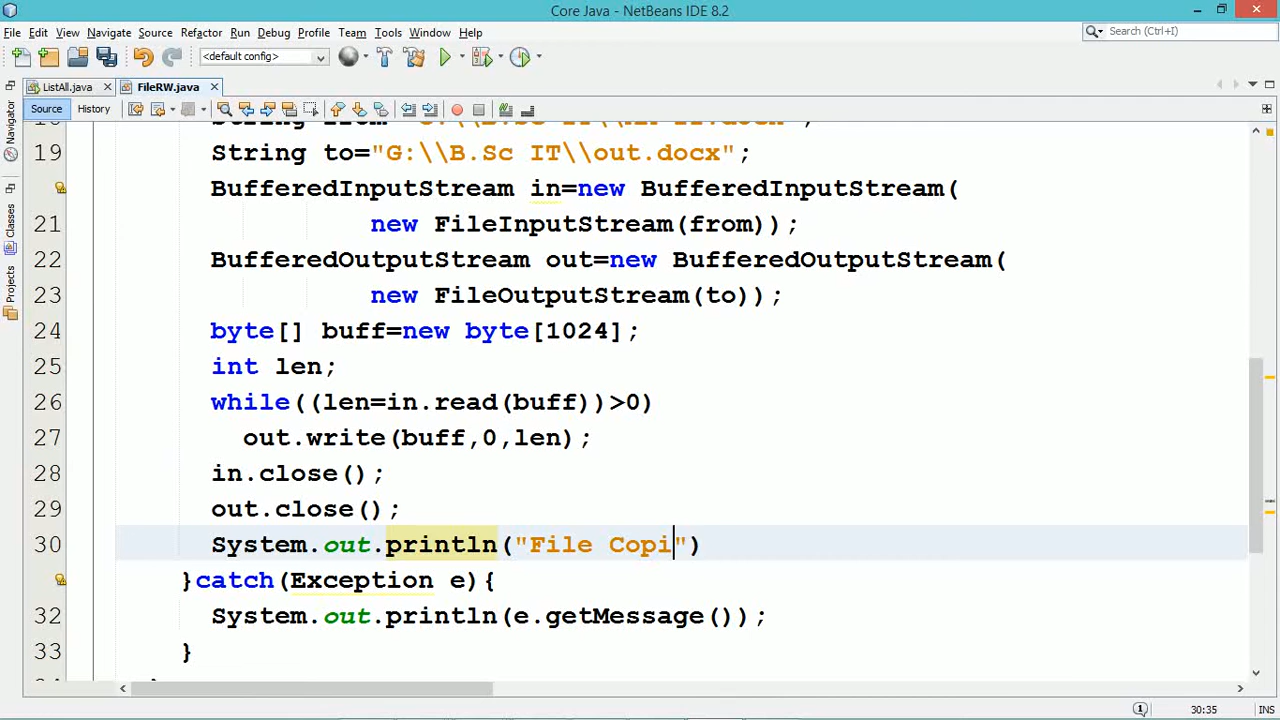 Core Java - NetBeans IDE 8.2
File Edit View Navigate Source Refactor Run Debug Profile Team Tools Window Help
Search (Ctrl+I)
<default config>
ListAll.java FileRW.java
Source History
Navigator
Classes
Projects
19 String to="G:\\B.Sc IT\\out.docx";
BufferedInputStream in=new BufferedInputStream(
21 new FileInputStream(from));
22 BufferedOutputStream out=new BufferedOutputStream(
23 new FileOutputStream(to));
24 byte[] buff=new byte[1024];
25 int len;
26 while((len=in.read(buff))>0)
27 out.write(buff,0,len);
28 in.close();
29 out.close();
30 System.out.println("File Copi")
}catch(Exception e){
32 System.out.println(e.getMessage());
33 }
30:35 INS